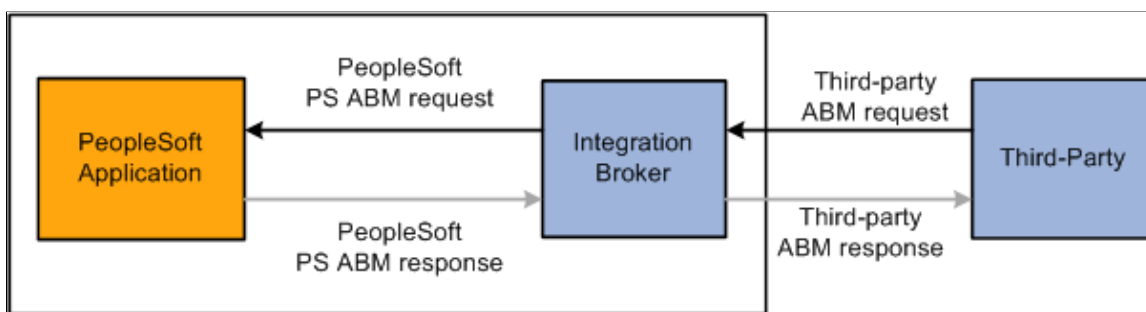 PeopleSoft
PS ABM request
Third-party
ABM request
PeopleSoft
Application
Integration
Broker
Third-Party
PeopleSoft
PS ABM response
Third-party
ABM response